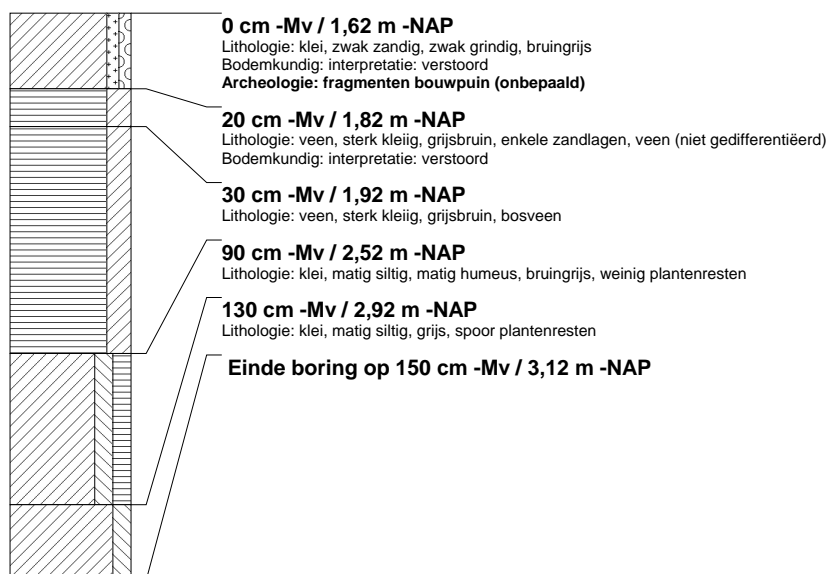 0 cm -Mv / 1,62 m -NAP
Lithologie: klei, zwak zandig, zwak grindig, bruingrijs
Bodemkundig: interpretatie: verstoord
Archeologie: fragmenten bouwpuin (onbepaald)
20 cm -Mv / 1,82 m -NAP
Lithologie: veen, sterk kleiig, grijsbruin, enkele zandlagen, veen (niet gedifferentiëerd)
Bodemkundig: interpretatie: verstoord
30 cm -Mv / 1,92 m -NAP
Lithologie: veen, sterk kleiig, grijsbruin, bosveen
90 cm -Mv / 2,52 m -NAP
Lithologie: klei, matig siltig, matig humeus, bruingrijs, weinig plantenresten
130 cm -Mv / 2,92 m -NAP
Lithologie: klei, matig siltig, grijs, spoor plantenresten
Einde boring op 150 cm -Mv / 3,12 m -NAP